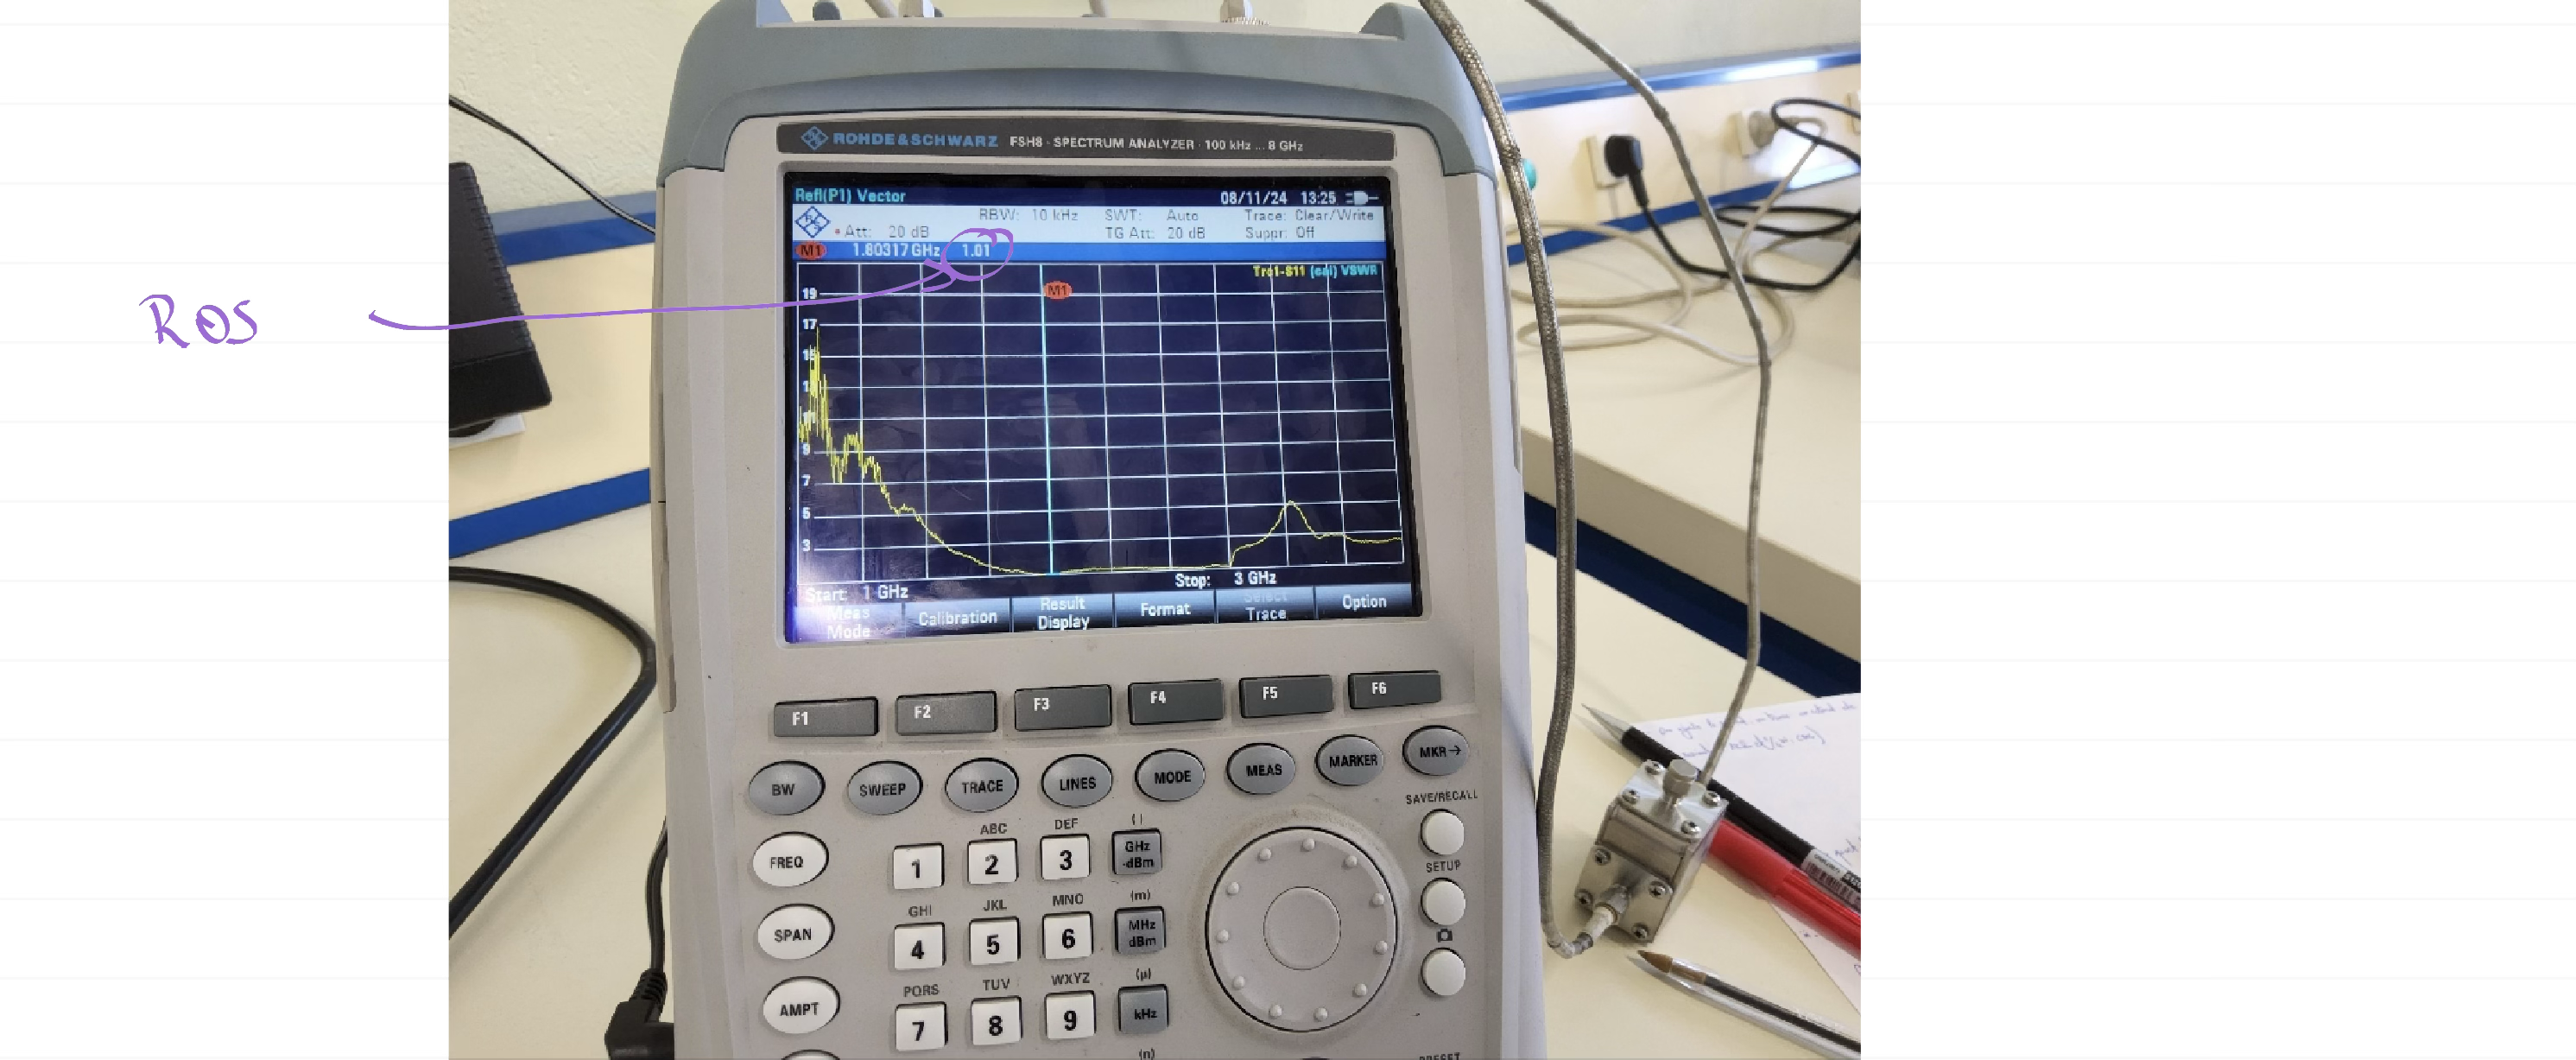 ROHDE & SCHWARZ FSH8 · SPECTRUM ANALYZER · 100 kHz ... 8 GHz
Refl(P1) Vector 08/11/24 13:25
RBW: 10 kHz SWT: Auto Trace: Clear/Write
• Att: 20 dB TG Att: 20 dB Suppr: Off
M1 1.80317 GHz 1.01
Trc1-S11 (cal) VSWR
M1
19
ROS
17
15
9
7
5
3
Start: 1 GHz Stop: 3 GHz
Meas Mode
Calibration
Result Display
Format
Select Trace
Option
F1 F2 F3 F4 F5 F6
BW SWEEP TRACE LINES MODE MEAS MARKER MKR→
SAVE/RECALL
ABC DEF ( )
FREQ 1 2 3 GHz -dBm
SETUP
GHI JKL MNO (m)
SPAN 4 5 6 MHz dBm
PQRS TUV WXYZ (µ)
AMPT 7 8 9 kHz
(n)
PRESET